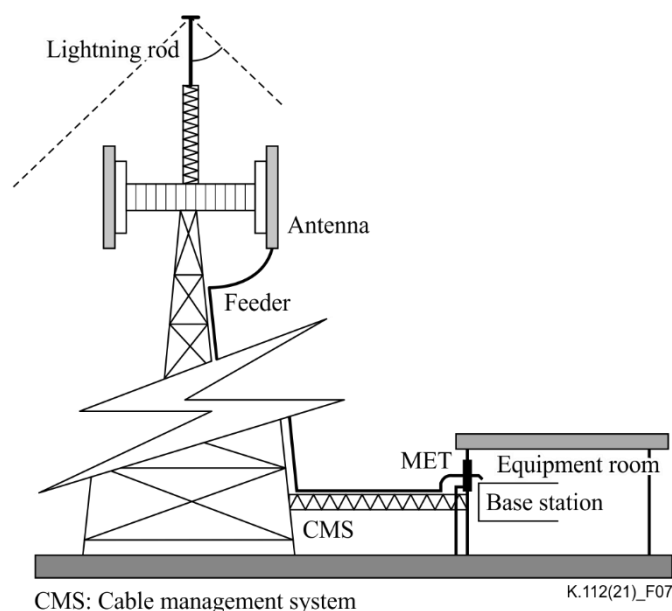 Lightning rod
Antenna
Feeder
MET
Equipment room
Base station
CMS
K.112(21)_F07
CMS: Cable management system